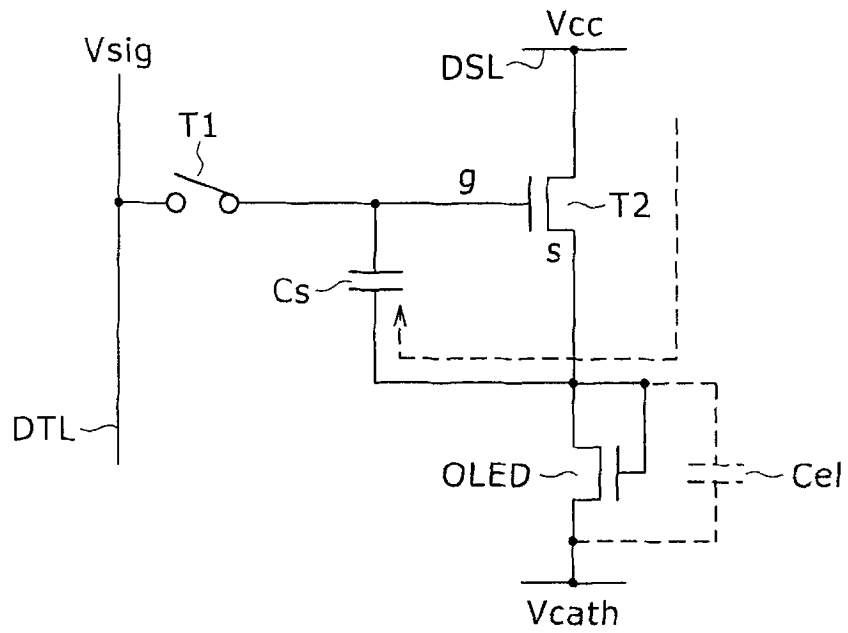 Vcc
Vsig
DSL
T1
g
T2
s
Cs
DTL
OLED
Cel
Vcath